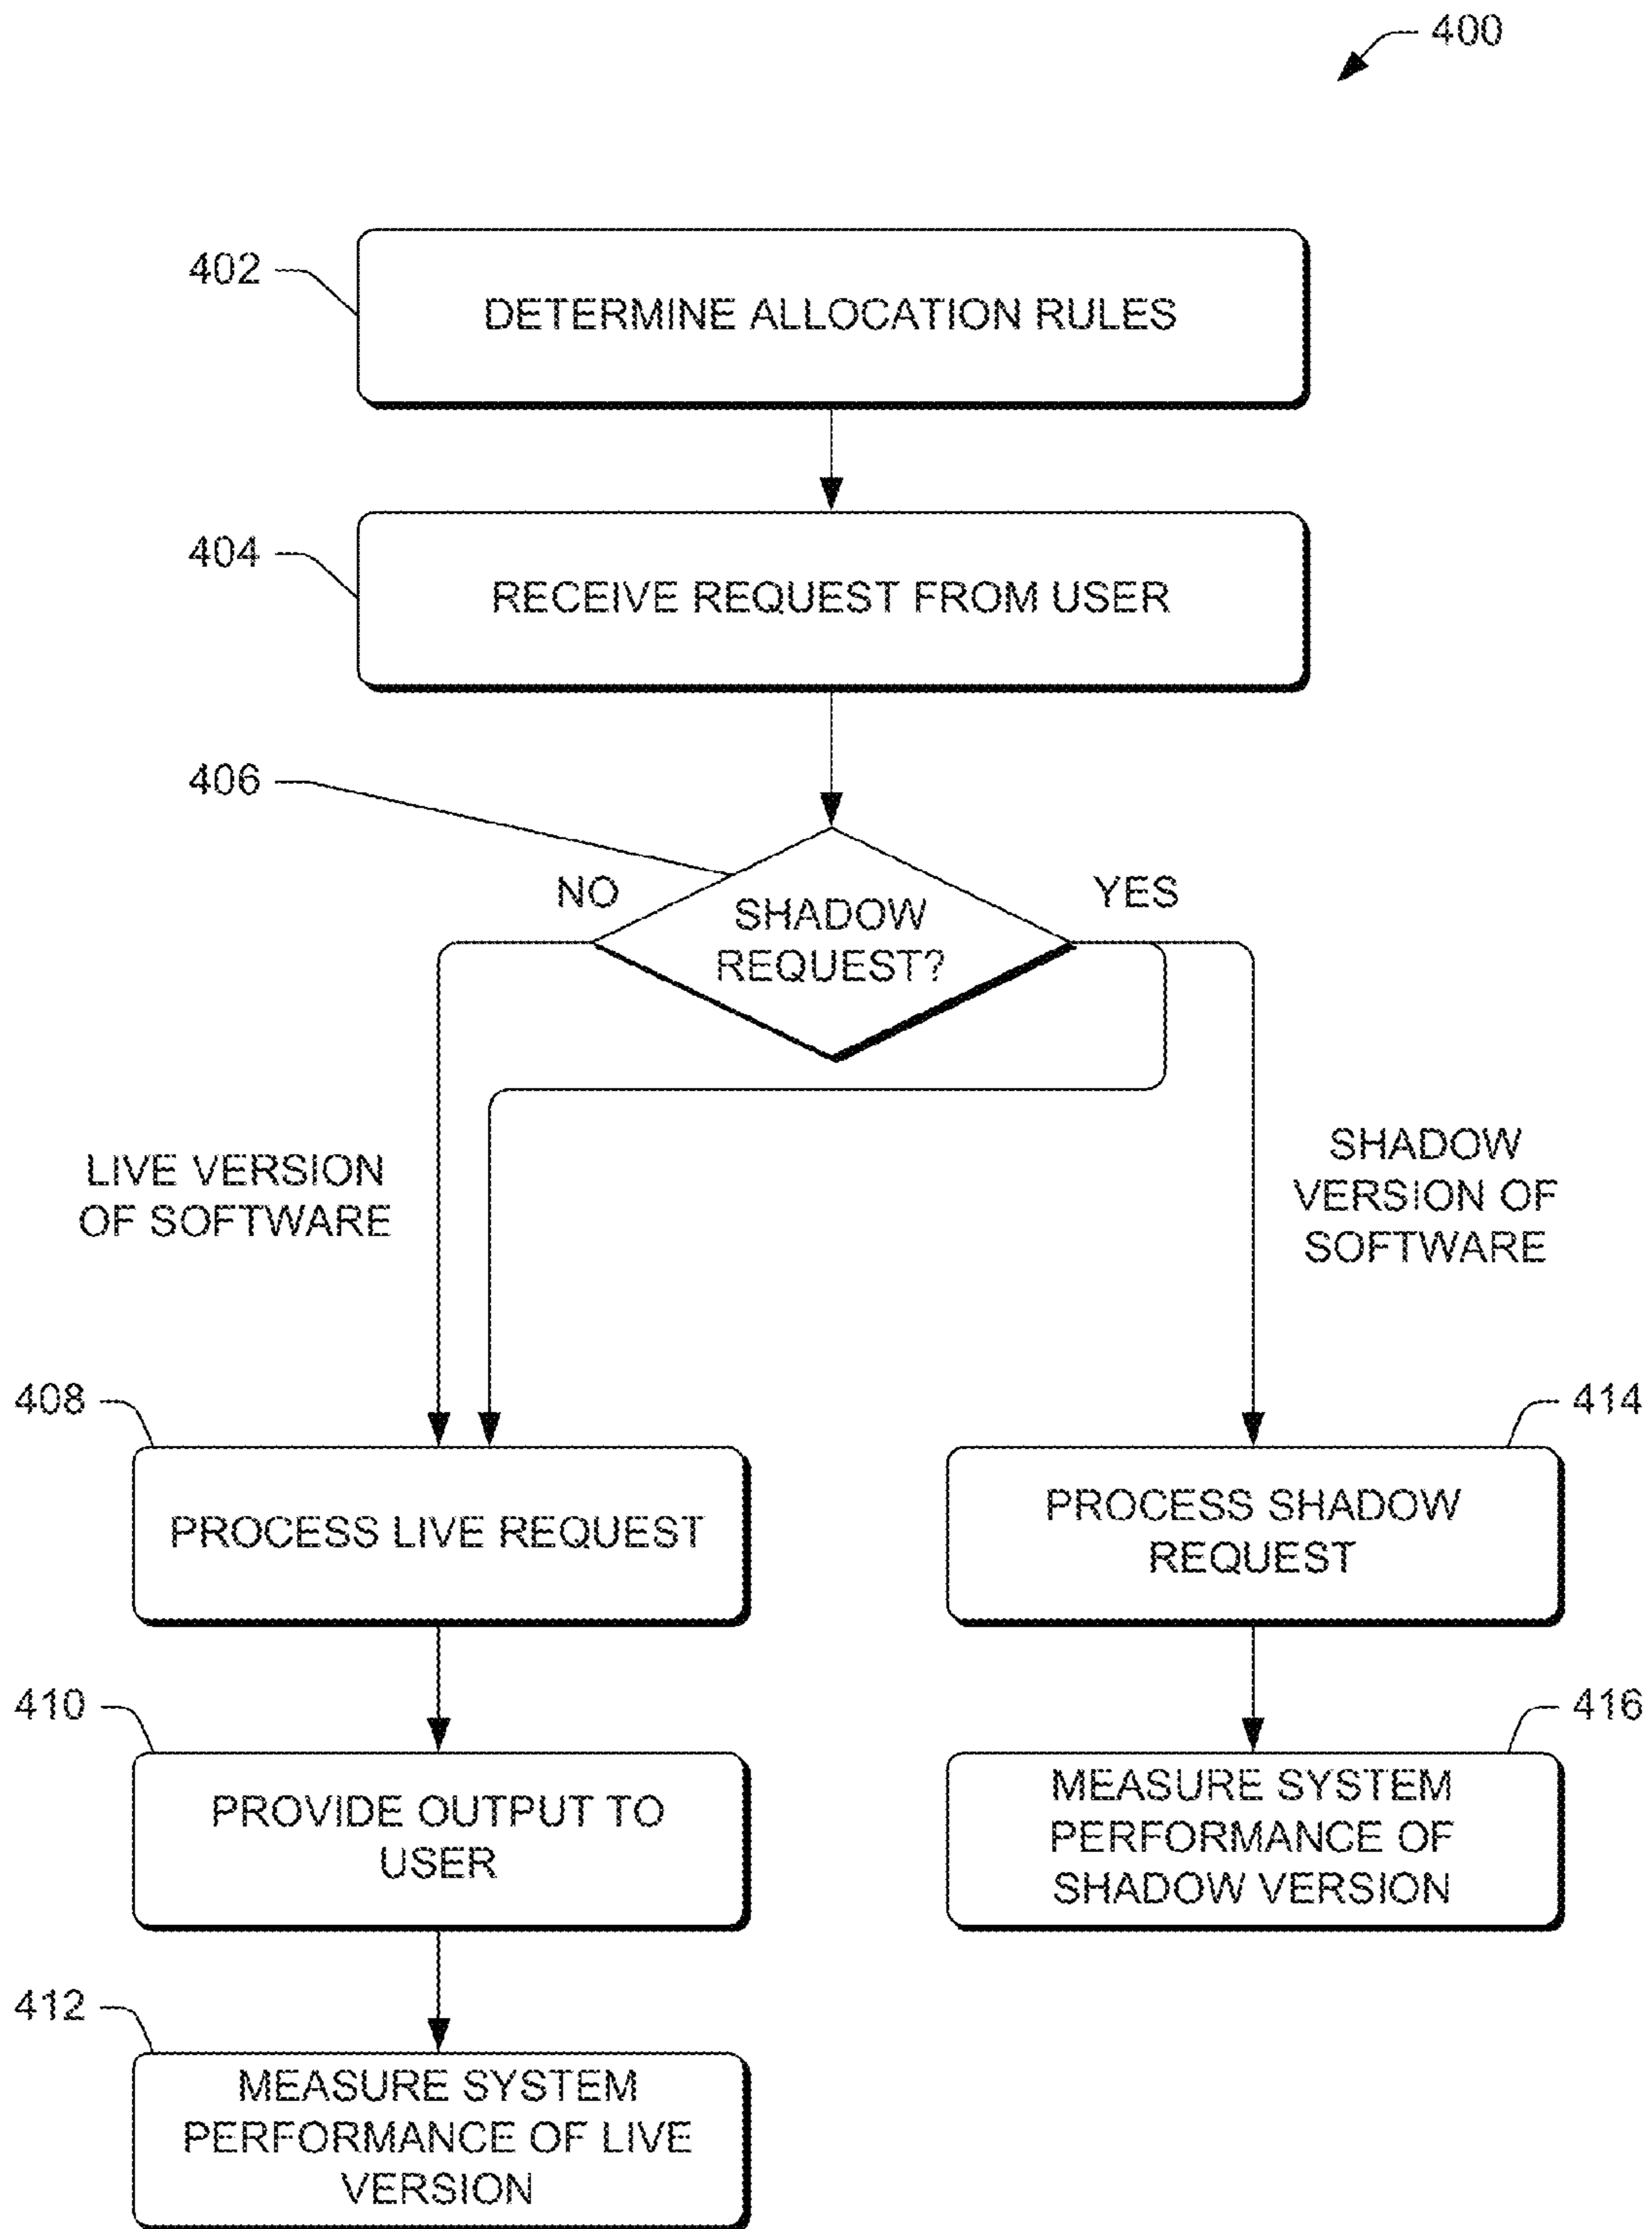 400
402
DETERMINE ALLOCATION RULES
404
RECEIVE REQUEST FROM USER
406
NO
YES
SHADOW
REQUEST?
LIVE VERSION
OF SOFTWARE
SHADOW
VERSION OF
SOFTWARE
408
PROCESS LIVE REQUEST
414
PROCESS SHADOW
REQUEST
410
PROVIDE OUTPUT TO
USER
416
MEASURE SYSTEM
PERFORMANCE OF
SHADOW VERSION
412
MEASURE SYSTEM
PERFORMANCE OF LIVE
VERSION